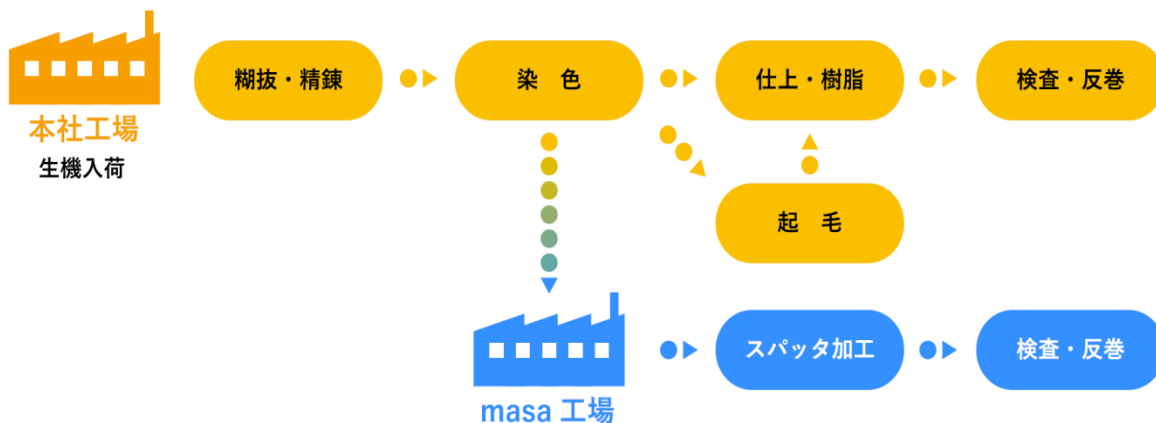 本社工場
生機入荷
糊抜・精錬
染　色
仕上・樹脂
検査・反巻
起　毛
masa 工場
スパッタ加工
検査・反巻